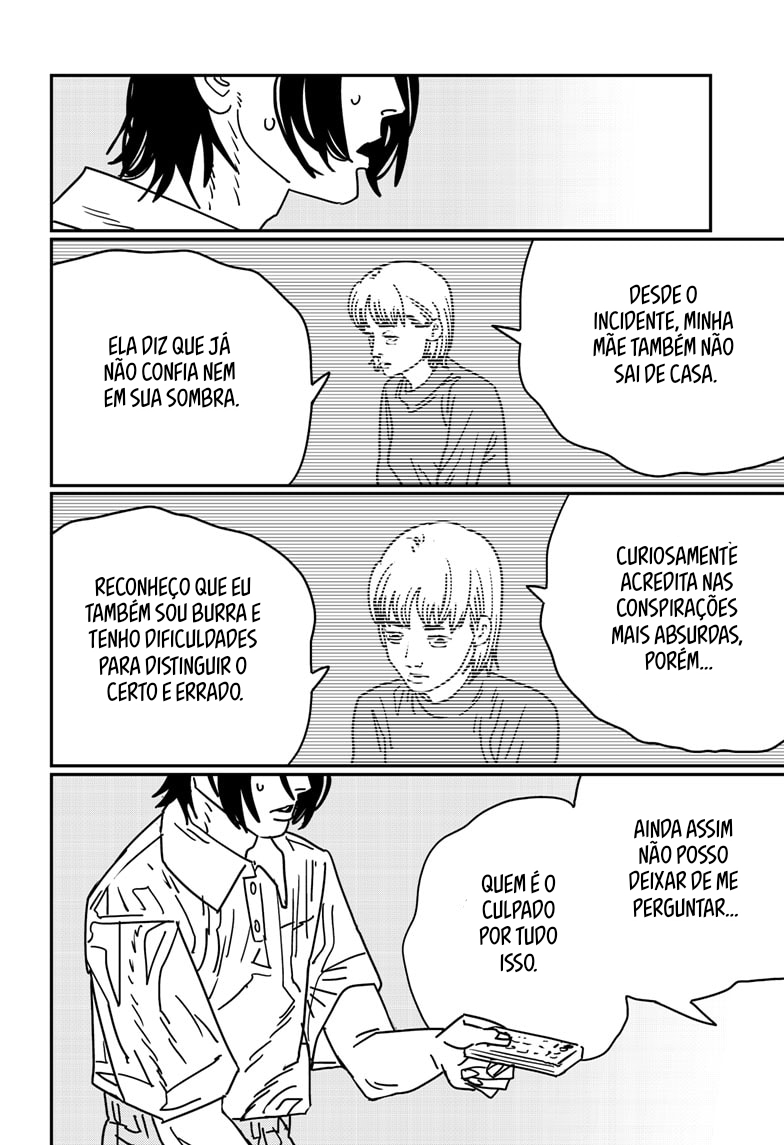 DESDE O
INCIDENTE, MINHA
MÃE TAMBÉM NÃO
SAI DE CASA.
ELA DIZ QUE JÁ
NÃO CONFIA NEM
EM SUA SOMBRA.
CURIOSAMENTE
ACREDITA NAS
CONSPIRAÇÕES
MAIS ABSURDAS,
PORÉM...
RECONHEÇO QUE EU
TAMBÉM SOU BURRA E
TENHO DIFICULDADES
PARA DISTINGUIR O
CERTO E ERRADO.
AINDA ASSIM
NÃO POSSO
DEIXAR DE ME
PERGUNTAR...
QUEM É O
CULPADO
POR TUDO
ISSO.